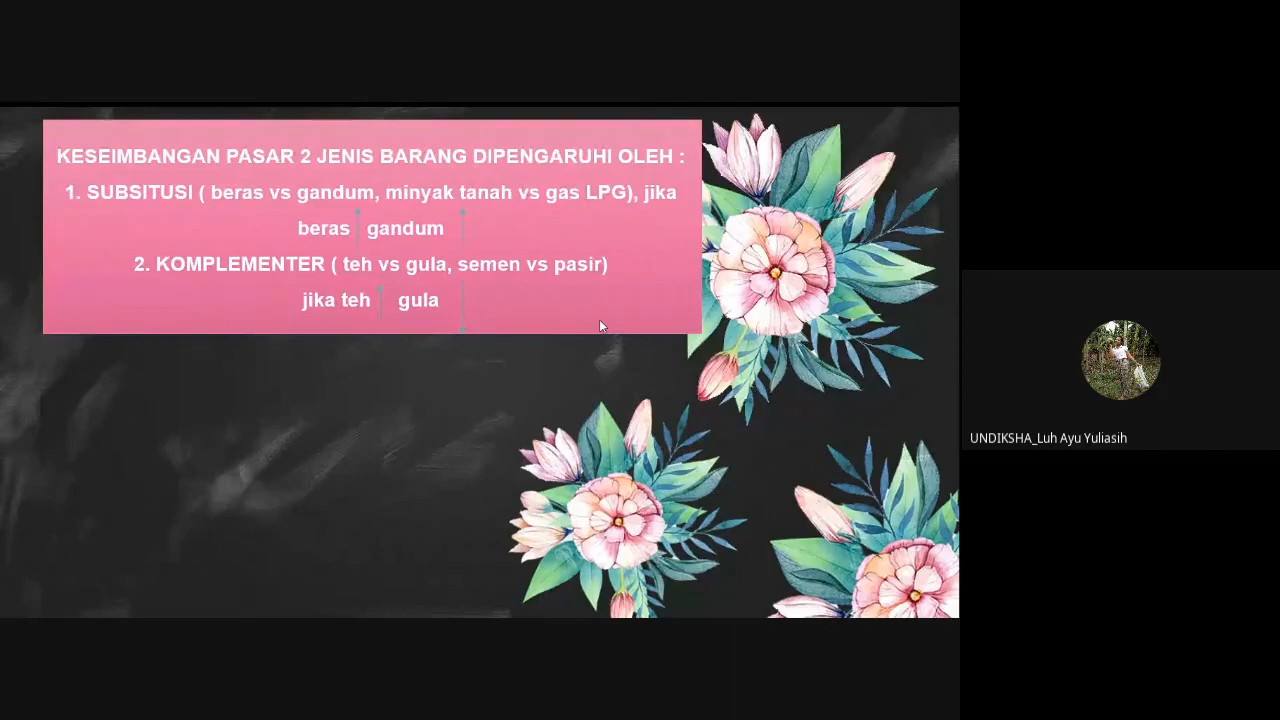 KESEIMBANGAN PASAR 2 JENIS BARANG DIPENGARUHI OLEH :
1. SUBSITUSI ( beras vs gandum, minyak tanah vs gas LPG), jika
beras gandum
2. KOMPLEMENTER ( teh vs gula, semen vs pasir)
jika teh gula
UNDIKSHA_Luh Ayu Yuliasih